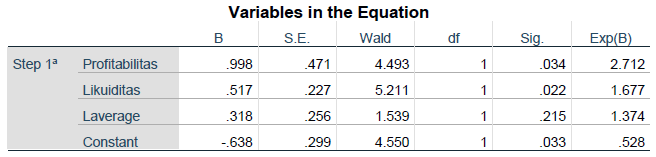 Variables in the Equation
B S.E. Wald df Sig. Exp(B)
Step 1ᵃ Profitabilitas .998 .471 4.493 1 .034 2.712
Likuiditas .517 .227 5.211 1 .022 1.677
Laverage .318 .256 1.539 1 .215 1.374
Constant -.638 .299 4.550 1 .033 .528